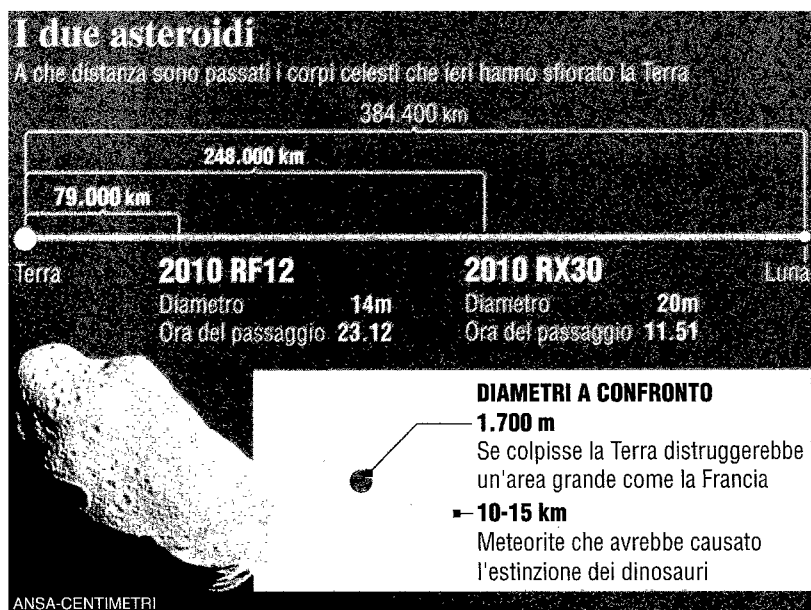 I due asteroidi
A che distanza sono passati i corpi celesti che ieri hanno sfiorato la Terra
384.400 km
248.000 km
79.000 km
Terra
Luna
2010 RF12
Diametro 14m
Ora del passaggio 23.12
2010 RX30
Diametro 20m
Ora del passaggio 11.51
DIAMETRI A CONFRONTO
1.700 m
Se colpisse la Terra distruggerebbe
un'area grande come la Francia
10-15 km
Meteorite che avrebbe causato
l'estinzione dei dinosauri
ANSA-CENTIMETRI